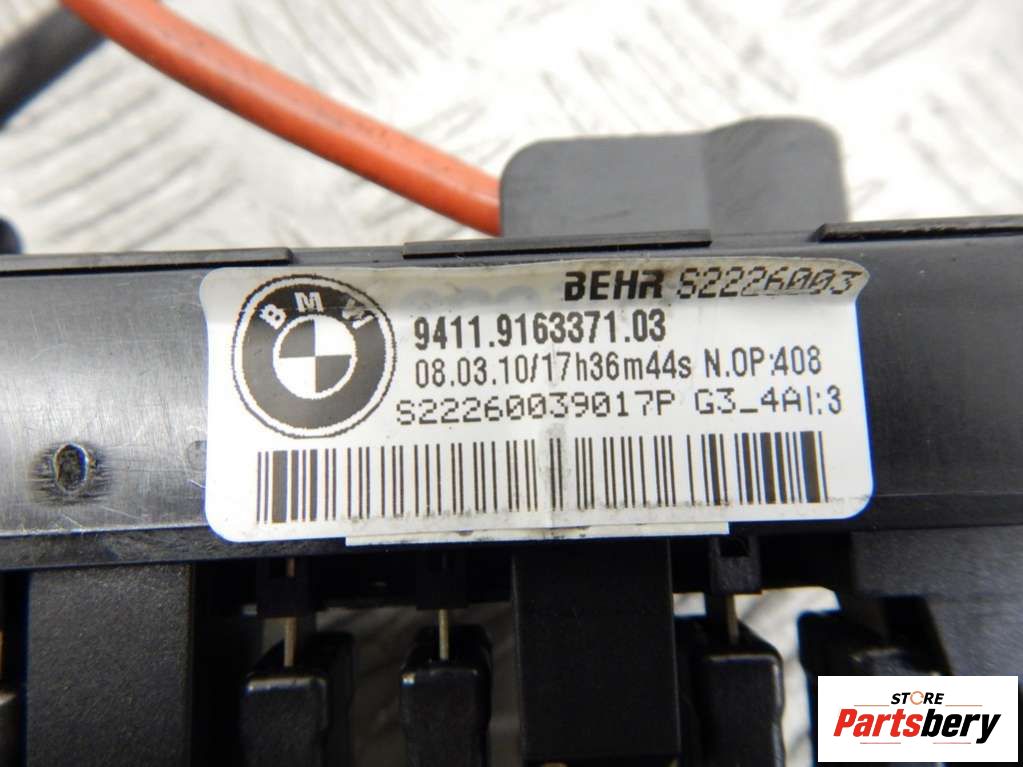 BMW
BEHR S2226003
9411.9163371.03
08.03.10/17h36m44s N.OP:408
S22260039017P G3_4AI:3
STORE
Partsbery